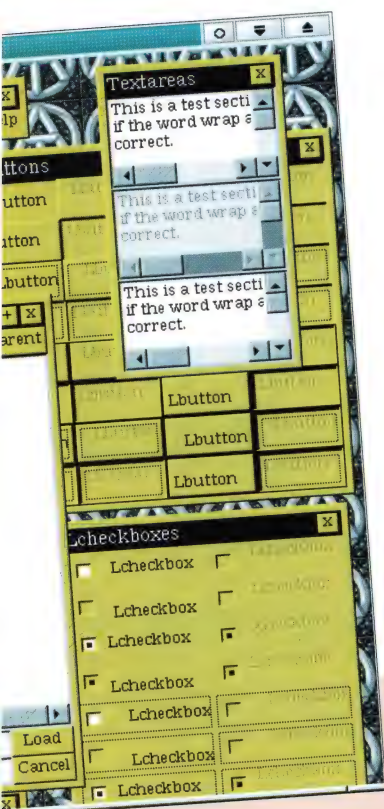 x
lp
Textareas x
This is a test secti
if the word wrap a
correct.
This is a test secti
if the word wrap a
correct.
This is a test secti
if the word wrap a
correct.
ttons x
utton
utton
button
+ x
arent
Lbutton
Lbutton
Lbutton
Lcheckboxes x
Lcheckbox
Lcheckbox
Lcheckbox
Lcheckbox
Lcheckbox
Lcheckbox
Lcheckbox
Load
Cancel
x